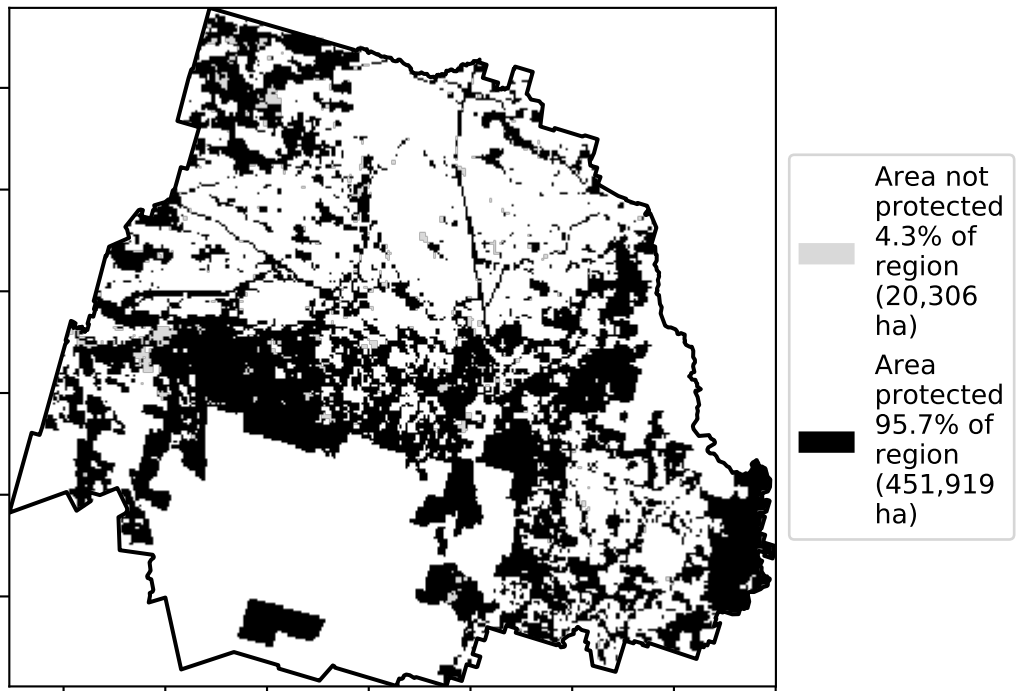 Area not
protected
4.3% of
region
(20,306
ha)
Area
protected
95.7% of
region
(451,919
ha)